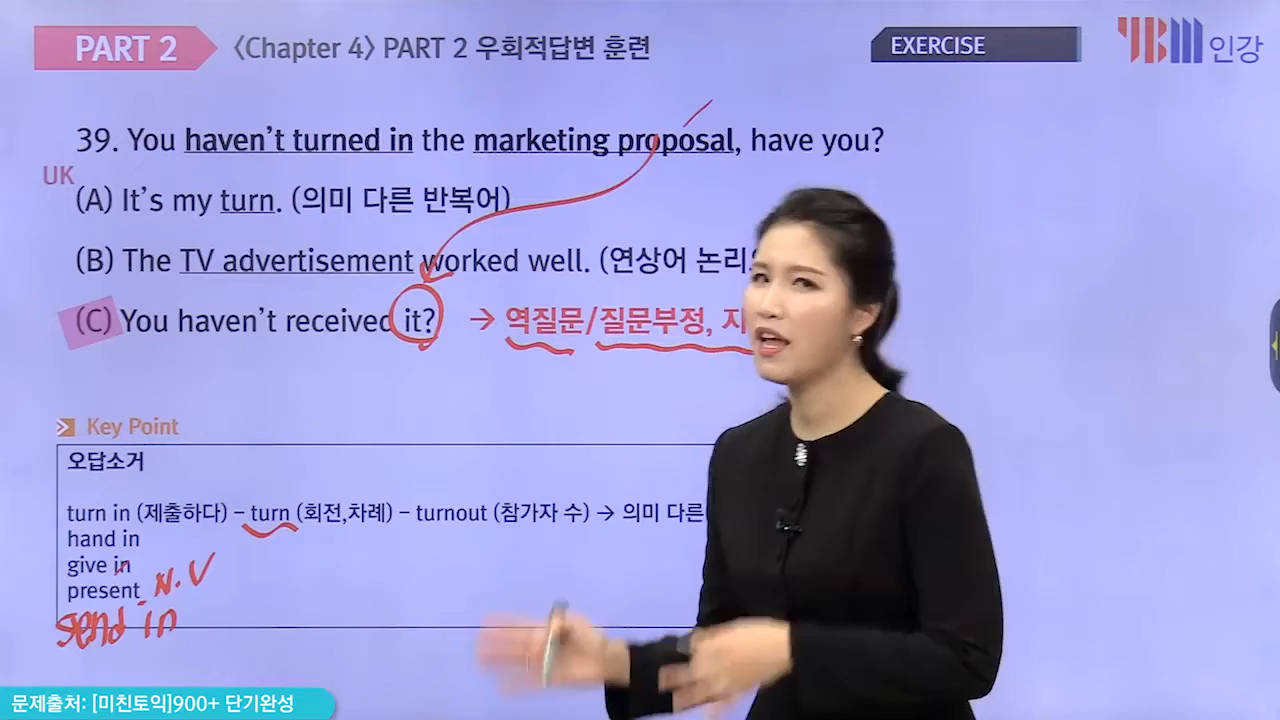 PART 2
〈Chapter 4〉 PART 2 우회적답변 훈련
EXERCISE
YBM 인강
39. You haven't turned in the marketing proposal, have you?
UK
(A) It's my turn. (의미 다른 반복어)
(B) The TV advertisement worked well. (연상어 논리
(C) You haven't received it? → 역질문/질문부정,
Key Point
오답소거
turn in (제출하다) – turn (회전,차례) – turnout (참가자 수) → 의미 다른
hand in
give in
present N.V
send in
문제출처: [미친토익]900+ 단기완성